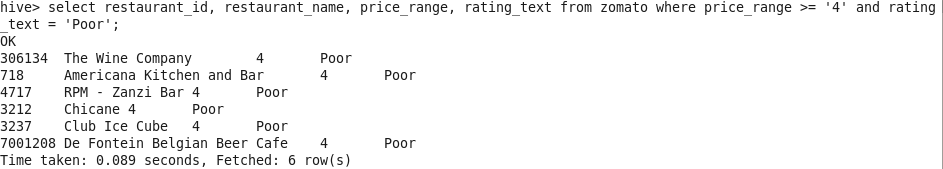 hive> select restaurant_id, restaurant_name, price_range, rating_text from zomato where price_range >= '4' and rating
_text = 'Poor';
OK
306134	The Wine Company	4	Poor
718	Americana Kitchen and Bar	4	Poor
4717	RPM - Zanzi Bar	4	Poor
3212	Chicane	4	Poor
3237	Club Ice Cube	4	Poor
7001208	De Fontein Belgian Beer Cafe	4	Poor
Time taken: 0.089 seconds, Fetched: 6 row(s)